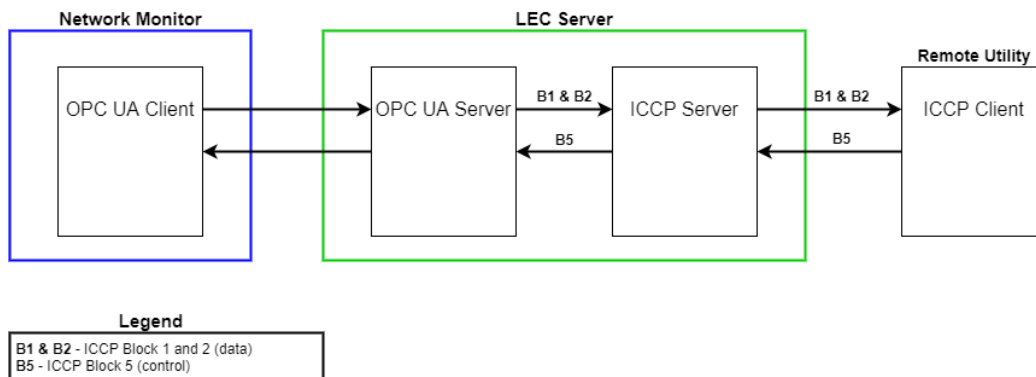 Network Monitor
LEC Server
Remote Utility
OPC UA Client
OPC UA Server
B1 & B2
B5
ICCP Server
B1 & B2
B5
ICCP Client
Legend
B1 & B2 - ICCP Block 1 and 2 (data)
B5 - ICCP Block 5 (control)